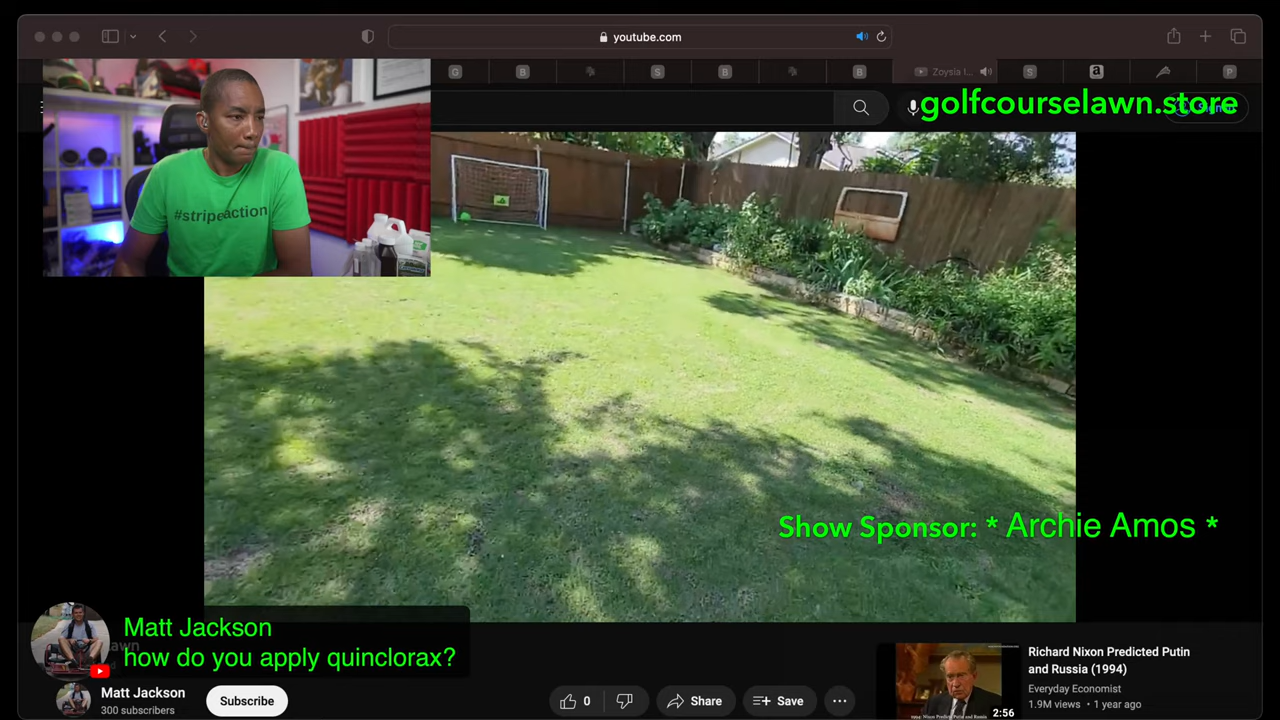 youtube.com
G
B
S
B
B
Zoysia l...
S
a
P
golfcourselawn.store
#stripeaction
Show Sponsor: * Archie Amos *
Matt Jackson
how do you apply quinclorax?
Matt Jackson
300 subscribers
Subscribe
0
Share
Save
Richard Nixon Predicted Putin
and Russia (1994)
Everyday Economist
1.9M views • 1 year ago
2:56